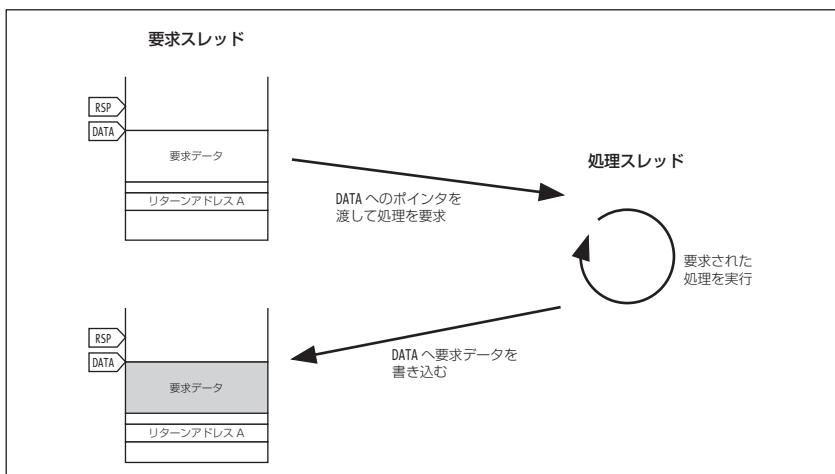 要求スレッド
RSP
DATA
要求データ
リターンアドレス A
DATA へのポインタを
渡して処理を要求
処理スレッド
要求された
処理を実行
RSP
DATA
要求データ
リターンアドレス A
DATA へ要求データを
書き込む